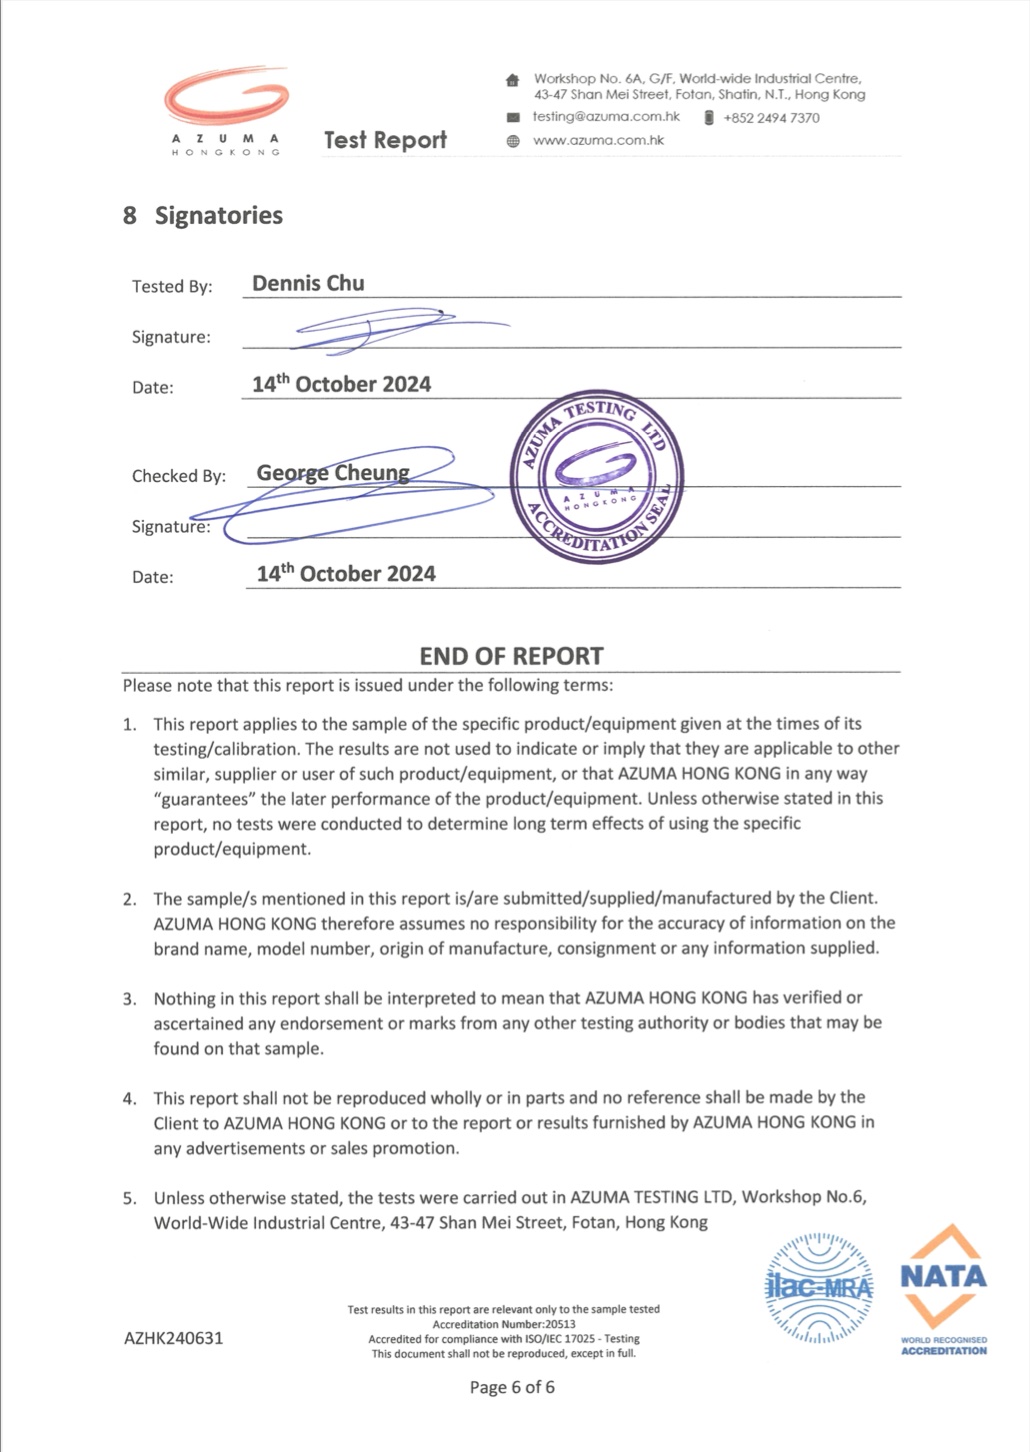 AZUMA
HONGKONG
Test Report
Workshop No. 6A, G/F, World-wide Industrial Centre,
43-47 Shan Mei Street, Fotan, Shatin, N.T., Hong Kong
testing@azuma.com.hk +852 2494 7370
www.azuma.com.hk
8 Signatories
Tested By: Dennis Chu
Signature:
Date: 14th October 2024
Checked By: George Cheung
Signature:
Date: 14th October 2024
AZUMA TESTING LTD
AZUMA
HONGKONG
ACCREDITATION SEAL
END OF REPORT
Please note that this report is issued under the following terms:
1. This report applies to the sample of the specific product/equipment given at the times of its
testing/calibration. The results are not used to indicate or imply that they are applicable to other
similar, supplier or user of such product/equipment, or that AZUMA HONG KONG in any way
“guarantees” the later performance of the product/equipment. Unless otherwise stated in this
report, no tests were conducted to determine long term effects of using the specific
product/equipment.
2. The sample/s mentioned in this report is/are submitted/supplied/manufactured by the Client.
AZUMA HONG KONG therefore assumes no responsibility for the accuracy of information on the
brand name, model number, origin of manufacture, consignment or any information supplied.
3. Nothing in this report shall be interpreted to mean that AZUMA HONG KONG has verified or
ascertained any endorsement or marks from any other testing authority or bodies that may be
found on that sample.
4. This report shall not be reproduced wholly or in parts and no reference shall be made by the
Client to AZUMA HONG KONG or to the report or results furnished by AZUMA HONG KONG in
any advertisements or sales promotion.
5. Unless otherwise stated, the tests were carried out in AZUMA TESTING LTD, Workshop No.6,
World-Wide Industrial Centre, 43-47 Shan Mei Street, Fotan, Hong Kong
ilac-MRA
NATA
WORLD RECOGNISED
ACCREDITATION
Test results in this report are relevant only to the sample tested
Accreditation Number:20513
Accredited for compliance with ISO/IEC 17025 - Testing
This document shall not be reproduced, except in full.
AZHK240631
Page 6 of 6